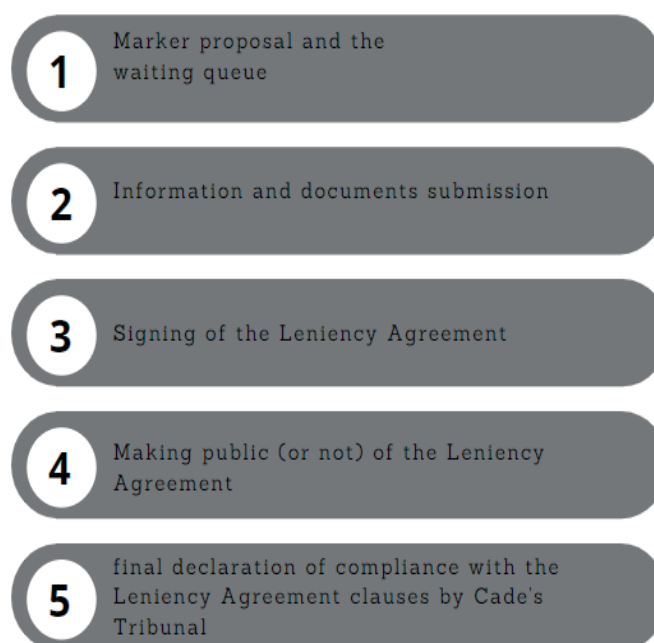 1
Marker proposal and the
waiting queue
2
Information and documents submission
3
Signing of the Leniency Agreement
4
Making public (or not) of the Leniency
Agreement
5
final declaration of compliance with the
Leniency Agreement clauses by Cade's
Tribunal